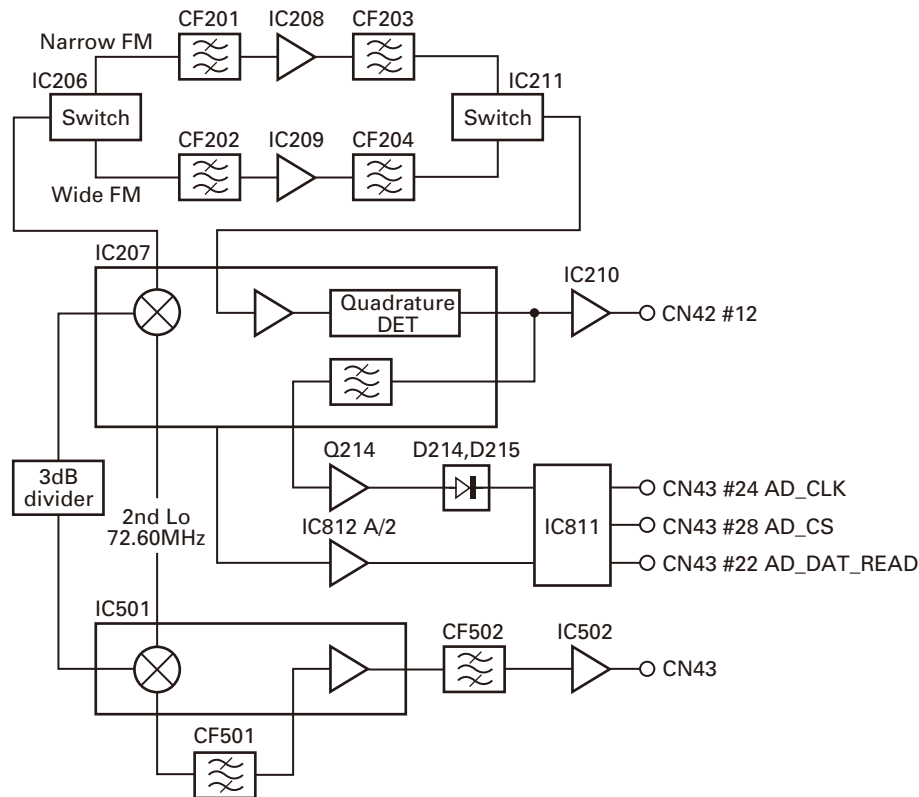 CF201
IC208
CF203
Narrow FM
IC206
IC211
Switch
Switch
CF202
IC209
CF204
Wide FM
IC207
IC210
Quadrature
DET
CN42 #12
Q214
D214,D215
3dB
divider
2nd Lo
72.60MHz
IC812 A/2
IC811
CN43 #24 AD_CLK
CN43 #28 AD_CS
CN43 #22 AD_DAT_READ
IC501
CF502
IC502
CN43
CF501